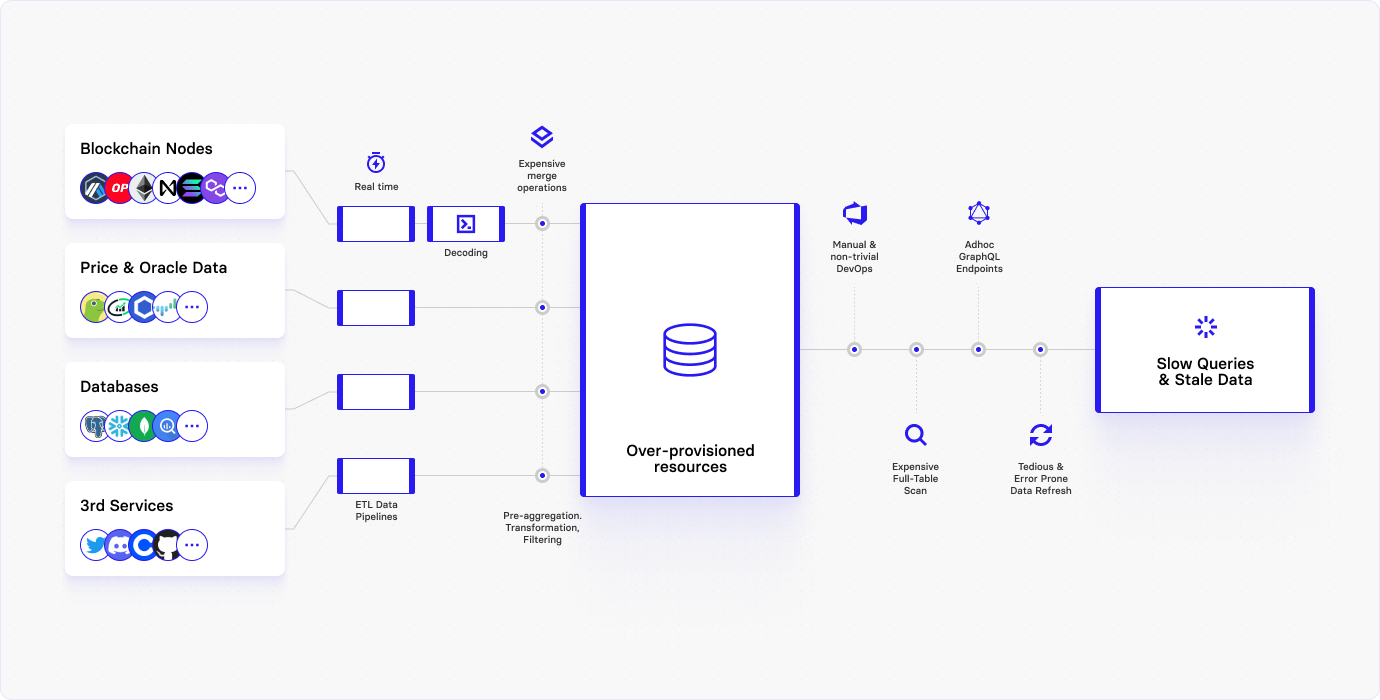 Blockchain Nodes
OP
Price & Oracle Data
Databases
3rd Services
Real time
Decoding
ETL Data
Pipelines
Expensive
merge
operations
Pre-aggregation.
Transformation,
Filtering
Over-provisioned
resources
Manual &
non-trivial
DevOps
Expensive
Full-Table
Scan
Adhoc
GraphQL
Endpoints
Tedious &
Error Prone
Data Refresh
Slow Queries
& Stale Data